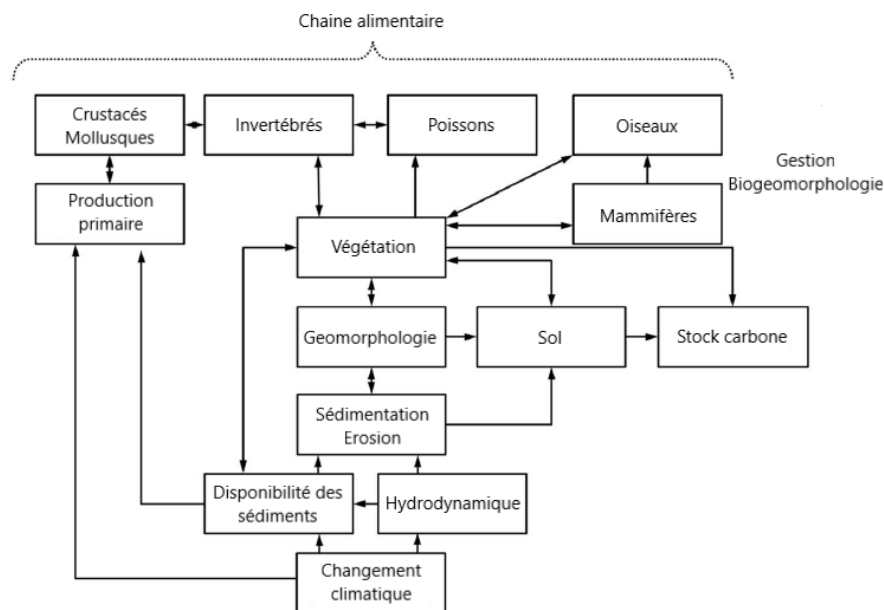 Chaine alimentaire
Crustacés
Mollusques
Invertébrés
Poissons
Oiseaux
Gestion
Biogeomorphologie
Production
primaire
Mammifères
Végétation
Geomorphologie
Sol
Stock carbone
Sédimentation
Erosion
Disponibilité des
sédiments
Hydrodynamique
Changement
climatique